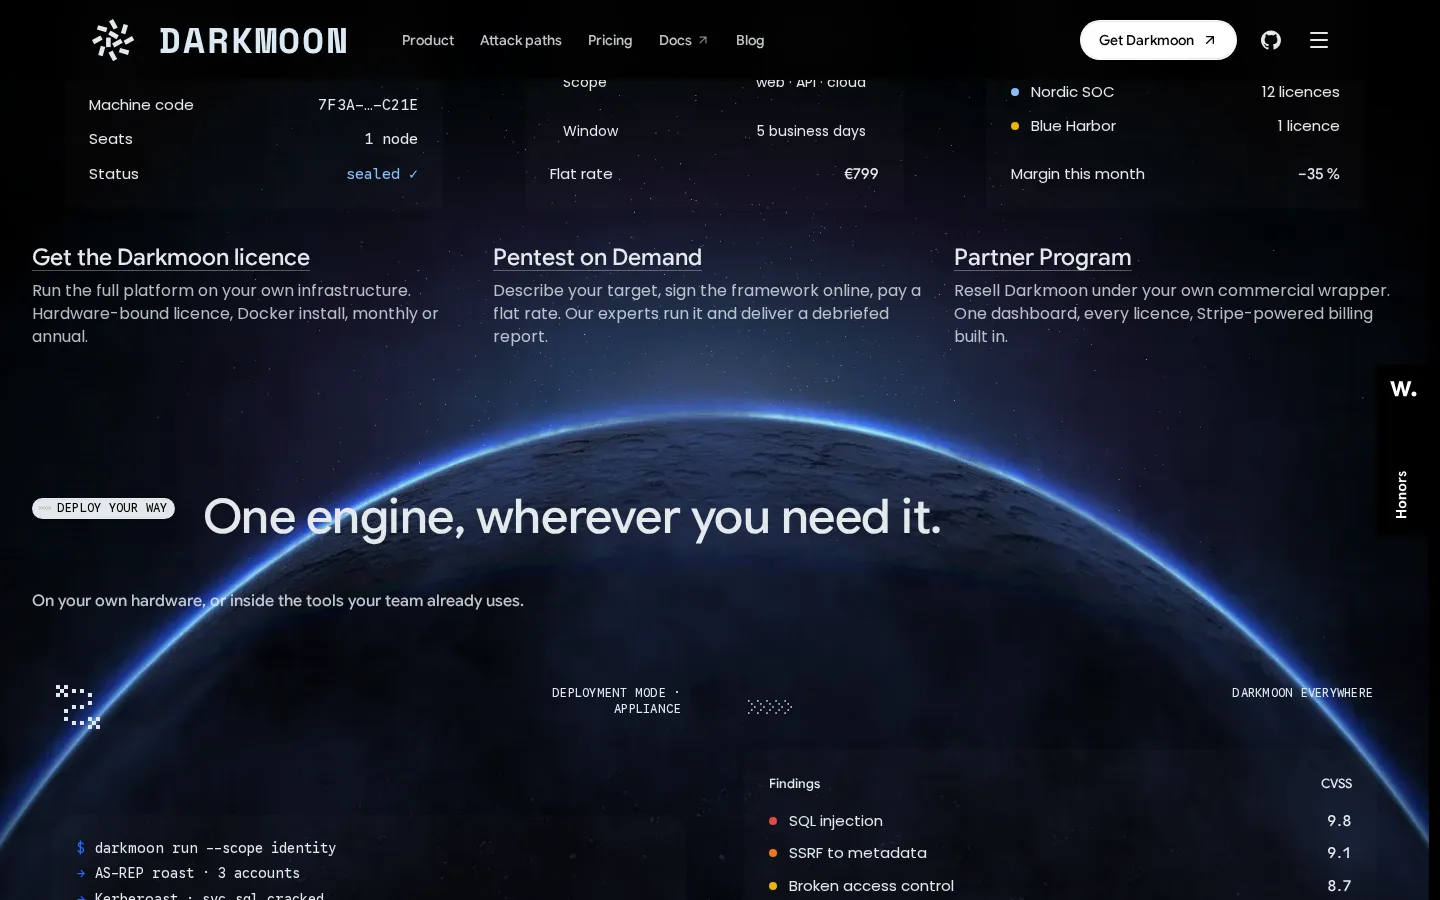 DARKMOON
Product
Attack paths
Pricing
Docs ↗
Blog
Get Darkmoon ↗
Machine code 7F3A-…-C21E
Seats 1 node
Status sealed ✓
Scope web · API · cloud
Window 5 business days
Flat rate €799
Nordic SOC 12 licences
Blue Harbor 1 licence
Margin this month -35 %
Get the Darkmoon licence
Run the full platform on your own infrastructure.
Hardware-bound licence, Docker install, monthly or
annual.
Pentest on Demand
Describe your target, sign the framework online, pay a
flat rate. Our experts run it and deliver a debriefed
report.
Partner Program
Resell Darkmoon under your own commercial wrapper.
One dashboard, every licence, Stripe-powered billing
built in.
W.
Honors
DEPLOY YOUR WAY
One engine, wherever you need it.
On your own hardware, or inside the tools your team already uses.
DEPLOYMENT MODE ·
APPLIANCE
DARKMOON EVERYWHERE
$ darkmoon run --scope identity
→ AS-REP roast · 3 accounts
→ Kerberoast · svc_sql cracked
Findings CVSS
SQL injection 9.8
SSRF to metadata 9.1
Broken access control 8.7